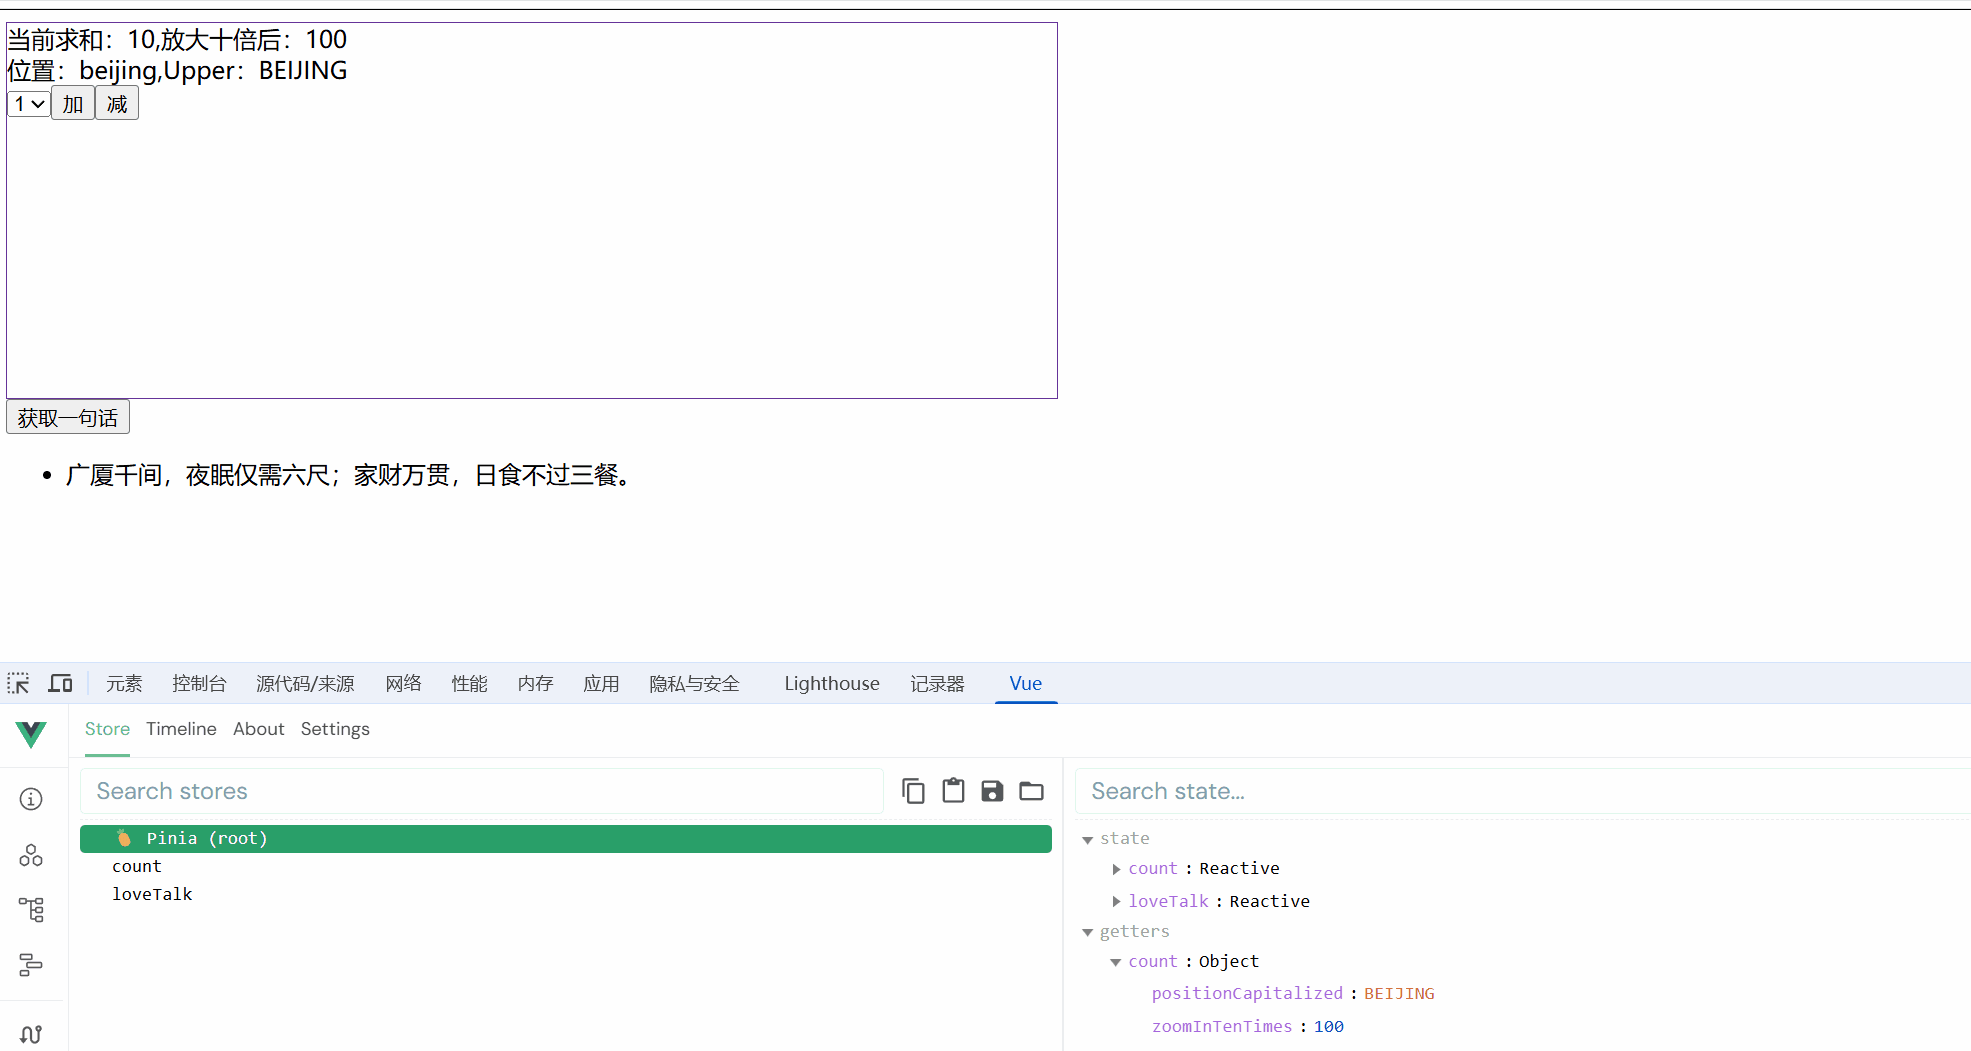 当前求和：10,放大十倍后：100
位置：beijing,Upper：BEIJING
1 加 减
获取一句话
广厦千间，夜眠仅需六尺；家财万贯，日食不过三餐。
元素 控制台 源代码/来源 网络 性能 内存 应用 隐私与安全 Lighthouse 记录器 Vue
Store Timeline About Settings
Search stores
Pinia (root)
count
loveTalk
Search state...
state
count : Reactive
loveTalk : Reactive
getters
count : Object
positionCapitalized : BEIJING
zoomInTenTimes : 100